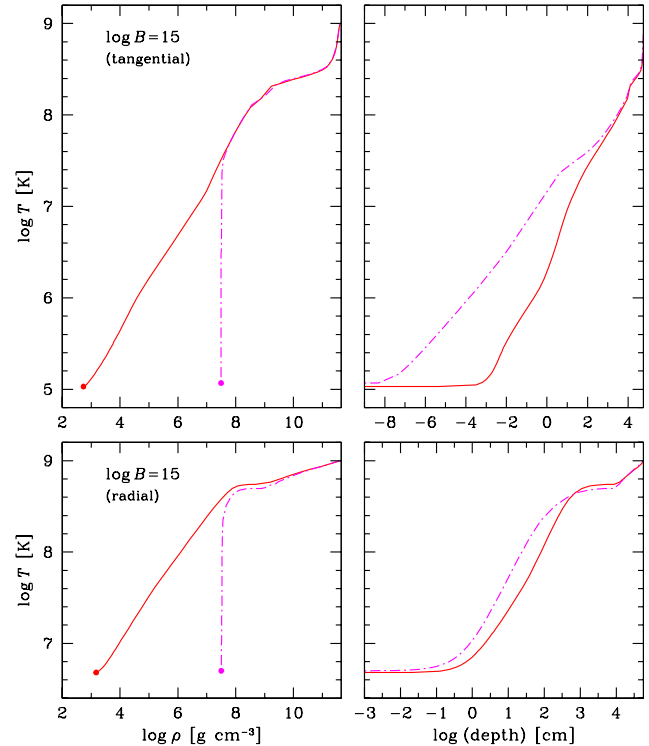 log B = 15
(tangential)
log T [K]
9
8
7
6
5
2 4 6 8 10
−8 −6 −4 −2 0 2 4
log B = 15
(radial)
log T [K]
9
8
7
2 4 6 8 10
−3 −2 −1 0 1 2 3 4
log ρ [g cm⁻³]
log (depth) [cm]